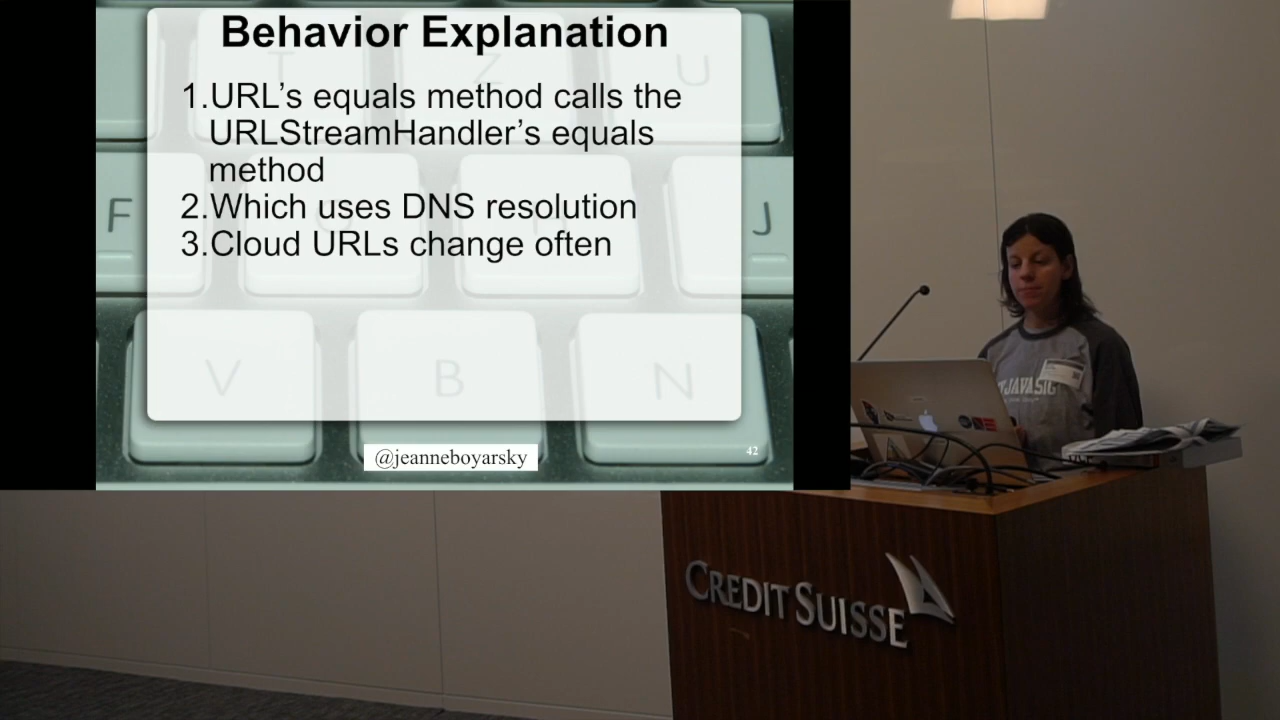 Behavior Explanation
1.URL's equals method calls the
URLStreamHandler's equals
method
2.Which uses DNS resolution
3.Cloud URLs change often
T
Z
U
F
J
V
B
N
@jeanneboyarsky
42
CREDIT SUISSE